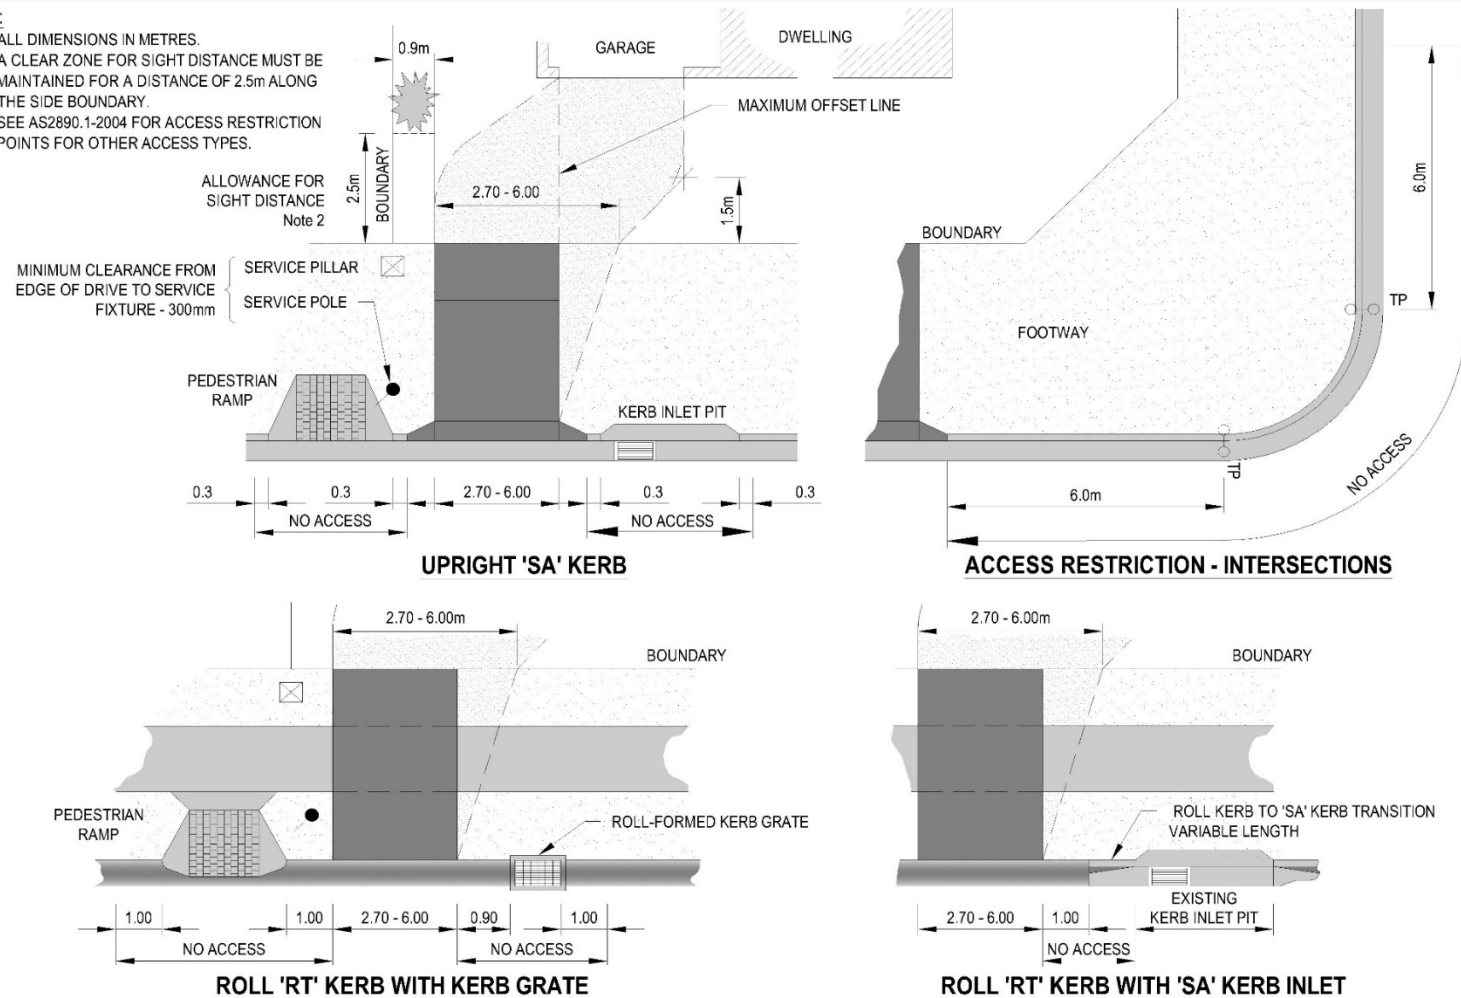 ALL DIMENSIONS IN METRES.
A CLEAR ZONE FOR SIGHT DISTANCE MUST BE
MAINTAINED FOR A DISTANCE OF 2.5m ALONG
THE SIDE BOUNDARY.
SEE AS2890.1-2004 FOR ACCESS RESTRICTION
POINTS FOR OTHER ACCESS TYPES.
0.9m
GARAGE
DWELLING
MAXIMUM OFFSET LINE
2.5m
BOUNDARY
ALLOWANCE FOR
SIGHT DISTANCE
Note 2
2.70 - 6.00
1.5m
MINIMUM CLEARANCE FROM
EDGE OF DRIVE TO SERVICE
FIXTURE - 300mm
SERVICE PILLAR
SERVICE POLE
PEDESTRIAN
RAMP
KERB INLET PIT
0.3
0.3
2.70 - 6.00
0.3
0.3
NO ACCESS
NO ACCESS
UPRIGHT 'SA' KERB
6.0m
BOUNDARY
TP
FOOTWAY
TP
6.0m
NO ACCESS
ACCESS RESTRICTION - INTERSECTIONS
2.70 - 6.00m
BOUNDARY
PEDESTRIAN
RAMP
ROLL-FORMED KERB GRATE
1.00
1.00
2.70 - 6.00
0.90
1.00
NO ACCESS
NO ACCESS
ROLL 'RT' KERB WITH KERB GRATE
2.70 - 6.00m
BOUNDARY
ROLL KERB TO 'SA' KERB TRANSITION
VARIABLE LENGTH
EXISTING
KERB INLET PIT
2.70 - 6.00
1.00
NO ACCESS
ROLL 'RT' KERB WITH 'SA' KERB INLET